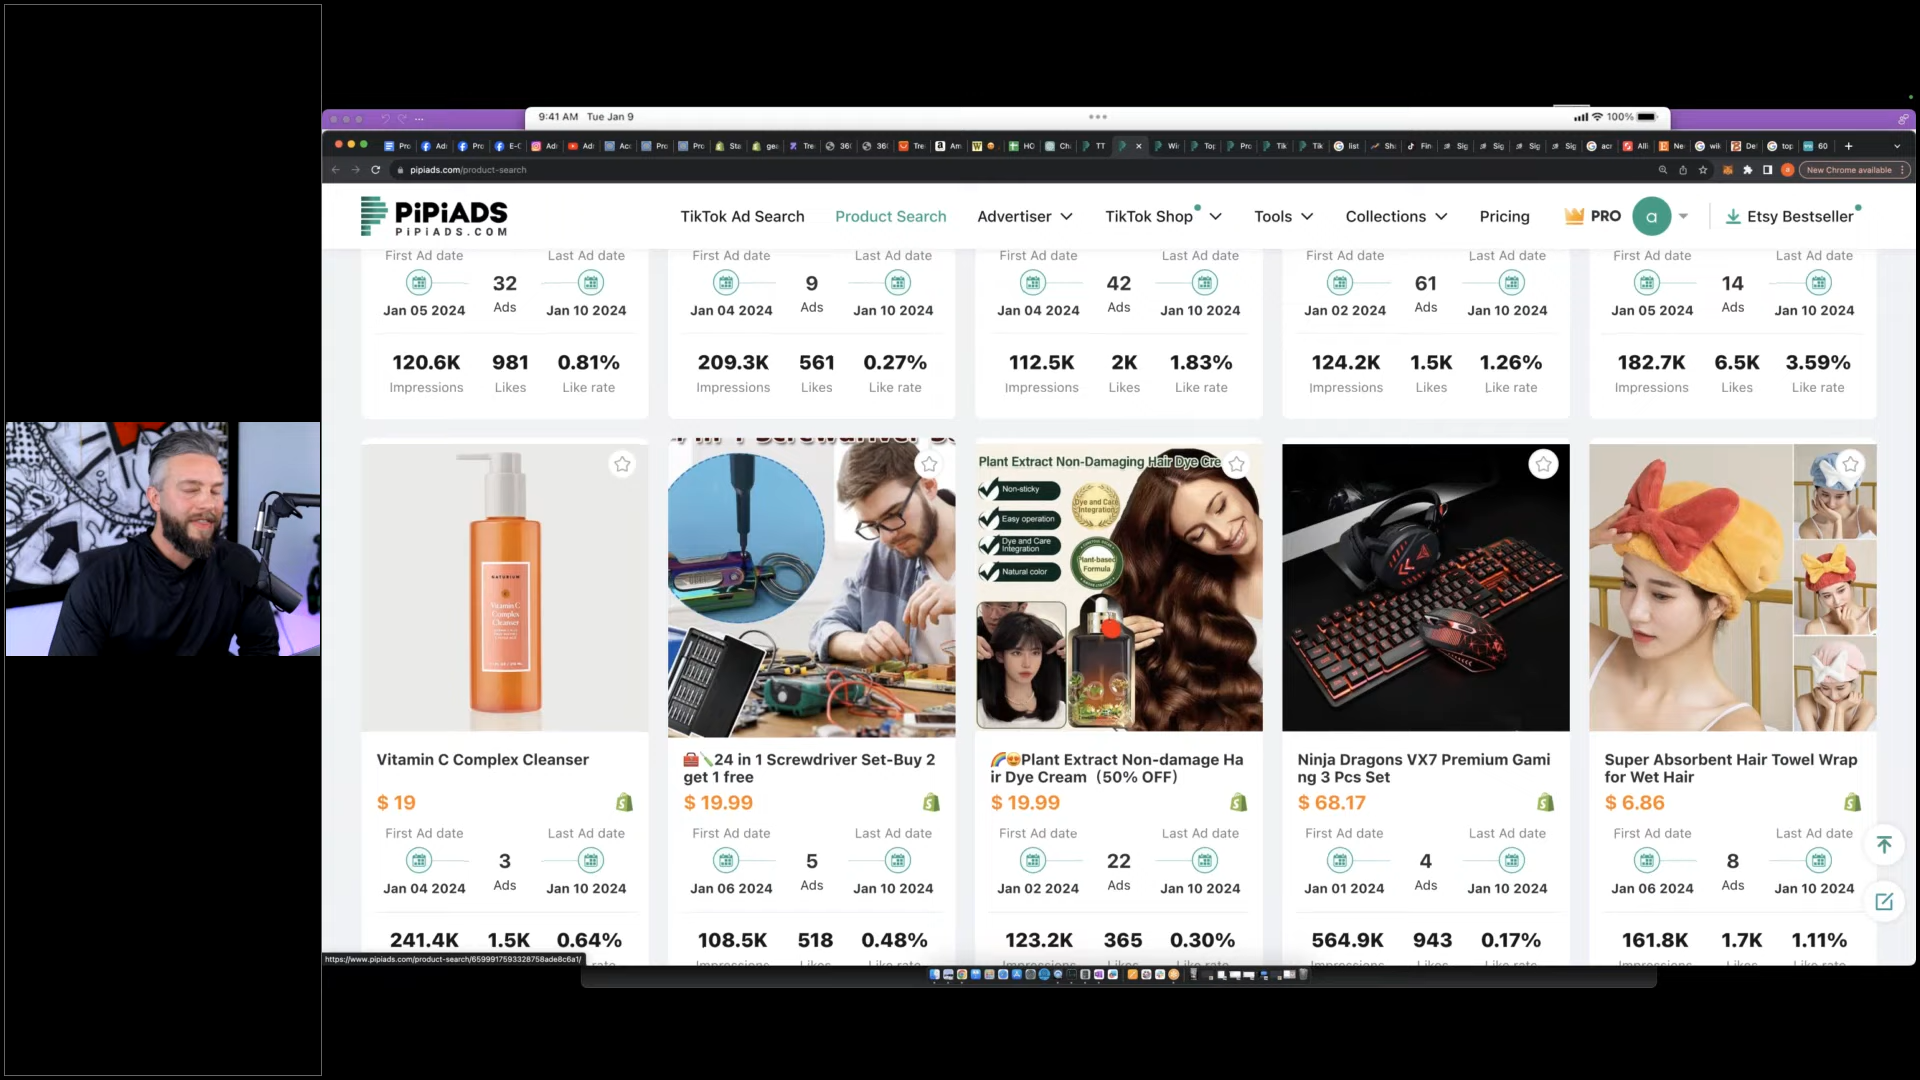 9:41 AM Tue Jan 9
100%
pipiads.com/product-search
New Chrome available
PiPiADS
PiPiADS.COM
TikTok Ad Search
Product Search
Advertiser
TikTok Shop
Tools
Collections
Pricing
PRO
a
Etsy Bestseller
First Ad date Last Ad date First Ad date Last Ad date First Ad date Last Ad date First Ad date Last Ad date First Ad date Last Ad date
32 9 42 61 14
Jan 05 2024 Ads Jan 10 2024 Jan 04 2024 Ads Jan 10 2024 Jan 04 2024 Ads Jan 10 2024 Jan 02 2024 Ads Jan 10 2024 Jan 05 2024 Ads Jan 10 2024
120.6K 981 0.81% 209.3K 561 0.27% 112.5K 2K 1.83% 124.2K 1.5K 1.26% 182.7K 6.5K 3.59%
Impressions Likes Like rate Impressions Likes Like rate Impressions Likes Like rate Impressions Likes Like rate Impressions Likes Like rate
NATURIUM
Vitamin C
Complex
Cleanser
Plant Extract Non-Damaging Hair Dye Cre
Non-sticky
Easy operation
Dye and Care
Integration
Natural color
Dye and Care
Integration
Plant-based
Formula
Vitamin C Complex Cleanser
$ 19
24 in 1 Screwdriver Set-Buy 2
get 1 free
$ 19.99
🌈😍Plant Extract Non-damage Ha
ir Dye Cream（50% OFF）
$ 19.99
Ninja Dragons VX7 Premium Gami
ng 3 Pcs Set
$ 68.17
Super Absorbent Hair Towel Wrap
for Wet Hair
$ 6.86
First Ad date Last Ad date First Ad date Last Ad date First Ad date Last Ad date First Ad date Last Ad date First Ad date Last Ad date
3 5 22 4 8
Jan 04 2024 Ads Jan 10 2024 Jan 06 2024 Ads Jan 10 2024 Jan 02 2024 Ads Jan 10 2024 Jan 01 2024 Ads Jan 10 2024 Jan 06 2024 Ads Jan 10 2024
241.4K 1.5K 0.64% 108.5K 518 0.48% 123.2K 365 0.30% 564.9K 943 0.17% 161.8K 1.7K 1.11%